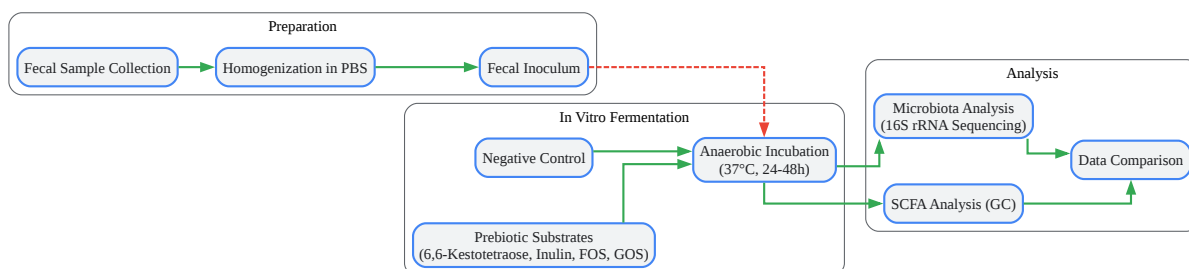 Preparation
Fecal Sample Collection
Homogenization in PBS
Fecal Inoculum
In Vitro Fermentation
Negative Control
Anaerobic Incubation
(37°C, 24-48h)
Prebiotic Substrates
(6,6-Kestotetraose, Inulin, FOS, GOS)
Analysis
Microbiota Analysis
(16S rRNA Sequencing)
SCFA Analysis (GC)
Data Comparison